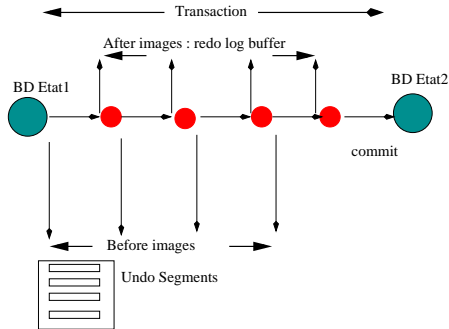 Transaction
After images : redo log buffer
BD Etat1
BD Etat2
commit
Before images
Undo Segments